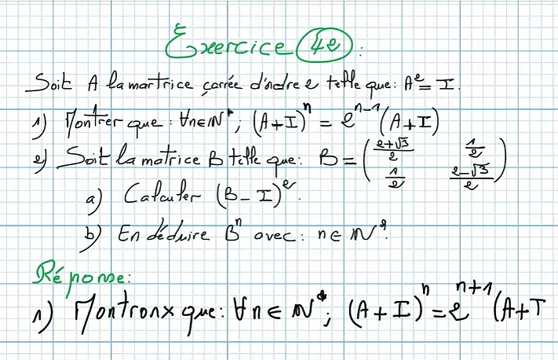 Exercice 42 :
Soit A la martrice carrée d'ordre 2 telle que: A² = I.
1) Montrer que: ∀n∈ℕ*; (A+I)ⁿ = 2ⁿ⁻¹(A+I)
2) Soit la matrice B telle que: B = ( (2+√3)/2  1/2 ; 1/2  (2-√3)/2 )
a) Calculer (B-I)².
b) En déduire Bⁿ avec: n∈ℕ*.
Réponse:
1) Montronx que: ∀n∈ℕ*; (A+I)ⁿ = 2ⁿ⁺¹(A+I